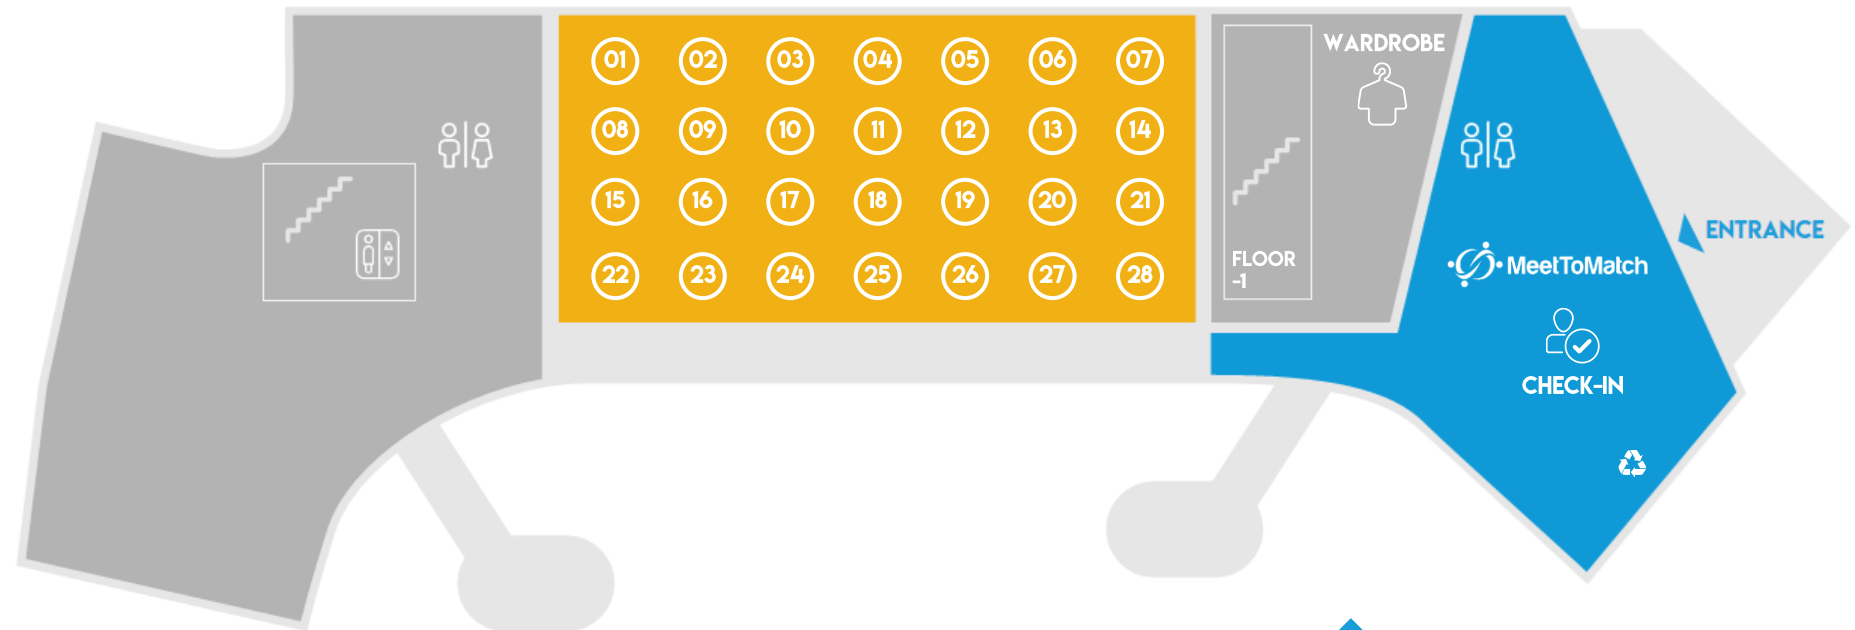 01 02 03 04 05 06 07
08 09 10 11 12 13 14
15 16 17 18 19 20 21
22 23 24 25 26 27 28
WARDROBE
FLOOR
-1
ENTRANCE
MeetToMatch
CHECK-IN